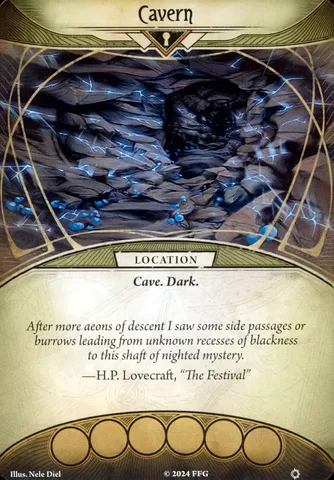 Cavern
LOCATION
Cave. Dark.
After more aeons of descent I saw some side passages or
burrows leading from unknown recesses of blackness
to this shaft of nighted mystery.
—H.P. Lovecraft, “The Festival”
Illus. Nele Diel
© 2024 FFG